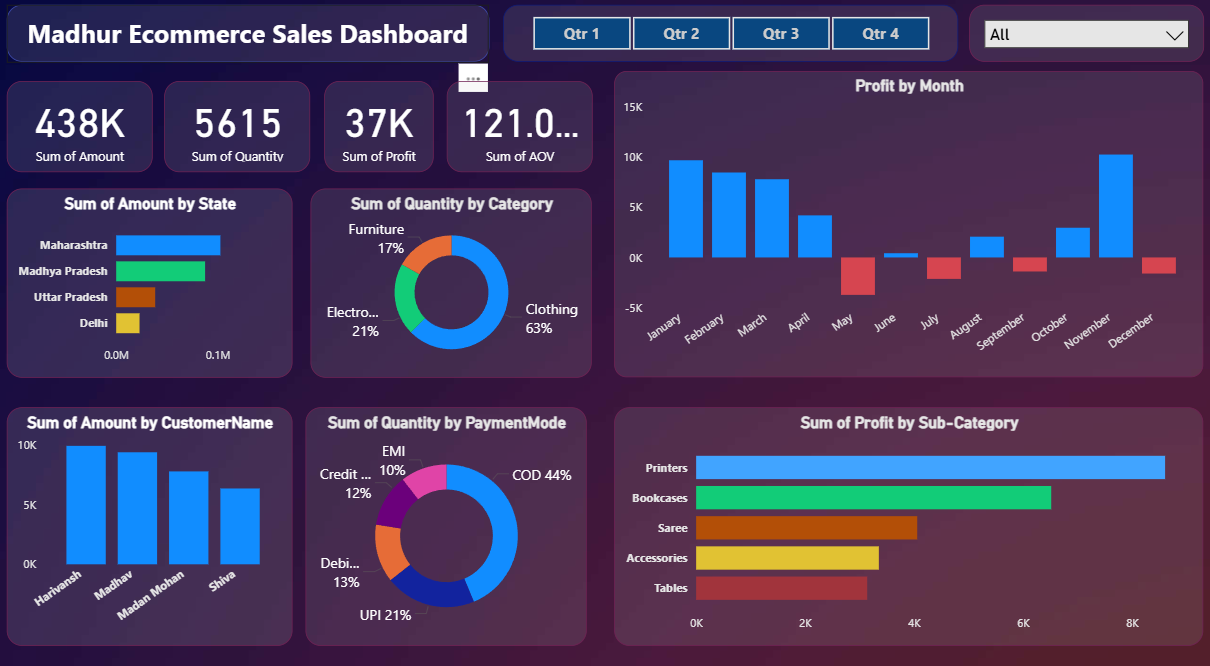 Madhur Ecommerce Sales Dashboard
Qtr 1
Qtr 2
Qtr 3
Qtr 4
All
...
438K
Sum of Amount
5615
Sum of Quantity
37K
Sum of Profit
121.0...
Sum of AOV
Profit by Month
15K
10K
5K
0K
-5K
January
February
March
April
May
June
July
August
September
October
November
December
Sum of Amount by State
Maharashtra
Madhya Pradesh
Uttar Pradesh
Delhi
0.0M
0.1M
Sum of Quantity by Category
Furniture
17%
Electro...
21%
Clothing
63%
Sum of Amount by CustomerName
10K
5K
0K
Harivansh
Madhav
Madan Mohan
Shiva
Sum of Quantity by PaymentMode
EMI
10%
Credit ...
12%
COD 44%
Debi...
13%
UPI 21%
Sum of Profit by Sub-Category
Printers
Bookcases
Saree
Accessories
Tables
0K
2K
4K
6K
8K